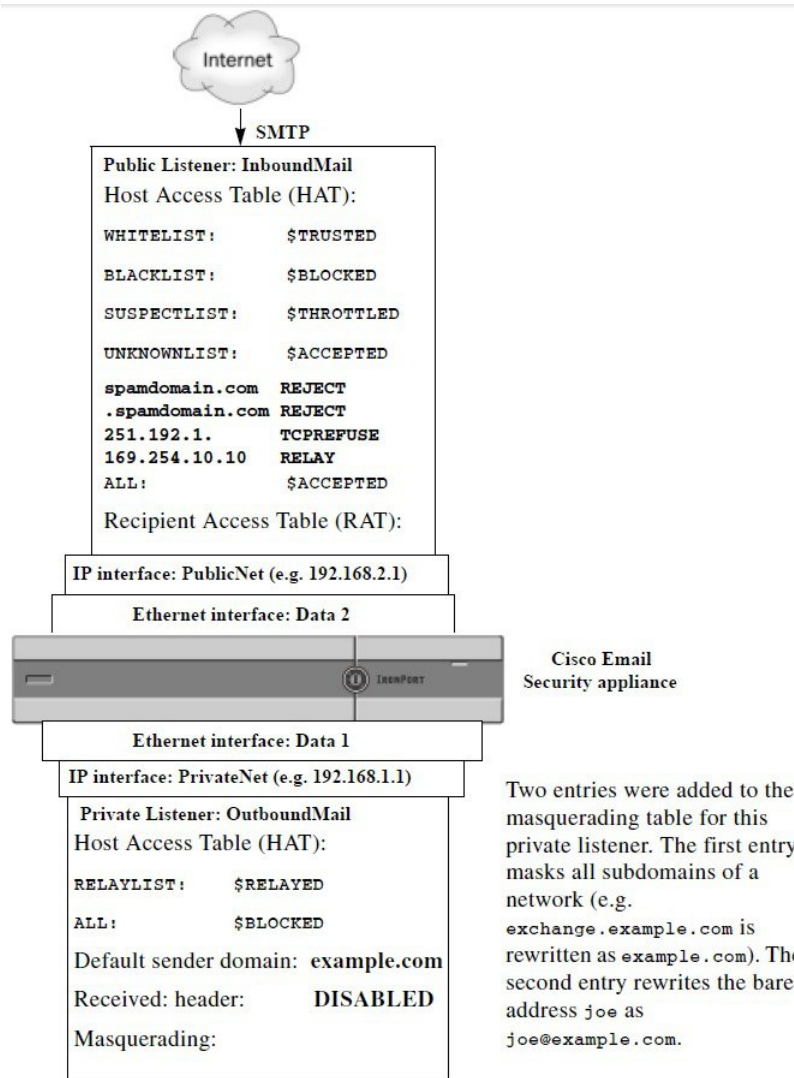 Internet
SMTP
Public Listener: InboundMail
Host Access Table (HAT):
WHITELIST: $TRUSTED
BLACKLIST: $BLOCKED
SUSPECTLIST: $THROTTLED
UNKNOWNLIST: $ACCEPTED
spamdomain.com REJECT
.spamdomain.com REJECT
251.192.1. TCPREFUSE
169.254.10.10 RELAY
ALL: $ACCEPTED
Recipient Access Table (RAT):
IP interface: PublicNet (e.g. 192.168.2.1)
Ethernet interface: Data 2
IRONPORT
Cisco Email
Security appliance
Ethernet interface: Data 1
IP interface: PrivateNet (e.g. 192.168.1.1)
Private Listener: OutboundMail
Host Access Table (HAT):
RELAYLIST: $RELAYED
ALL: $BLOCKED
Default sender domain: example.com
Received: header: DISABLED
Masquerading:
Two entries were added to the
masquerading table for this
private listener. The first entry
masks all subdomains of a
network (e.g.
exchange.example.com is
rewritten as example.com). The
second entry rewrites the bare
address joe as
joe@example.com.